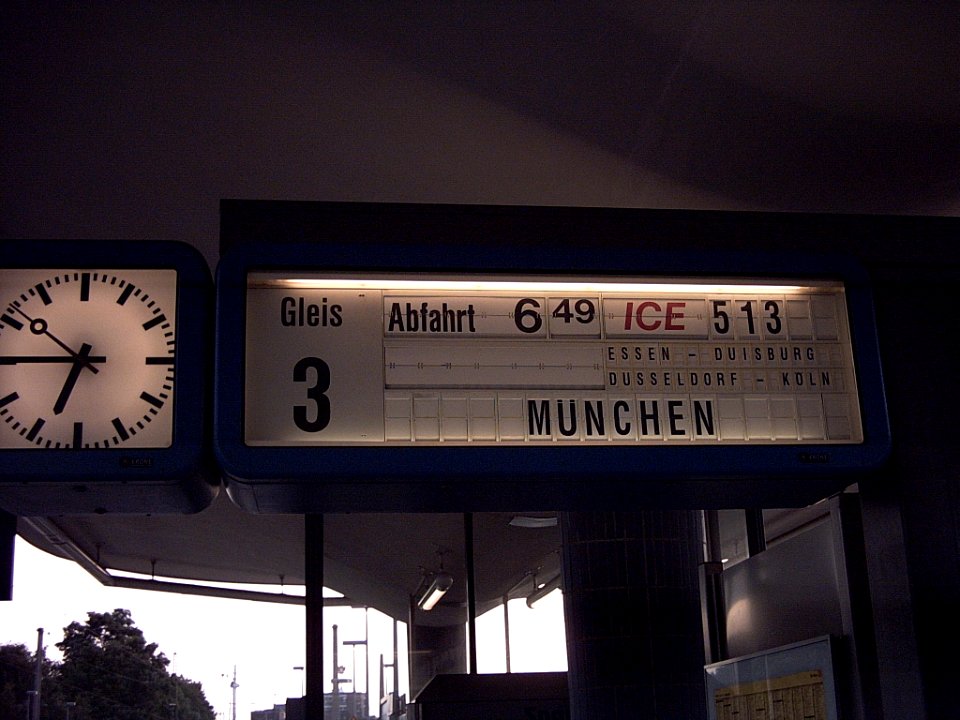 Gleis
3
Abfahrt 6 49 ICE 513
ESSEN - DUISBURG
DUSSELDORF - KÖLN
MÜNCHEN